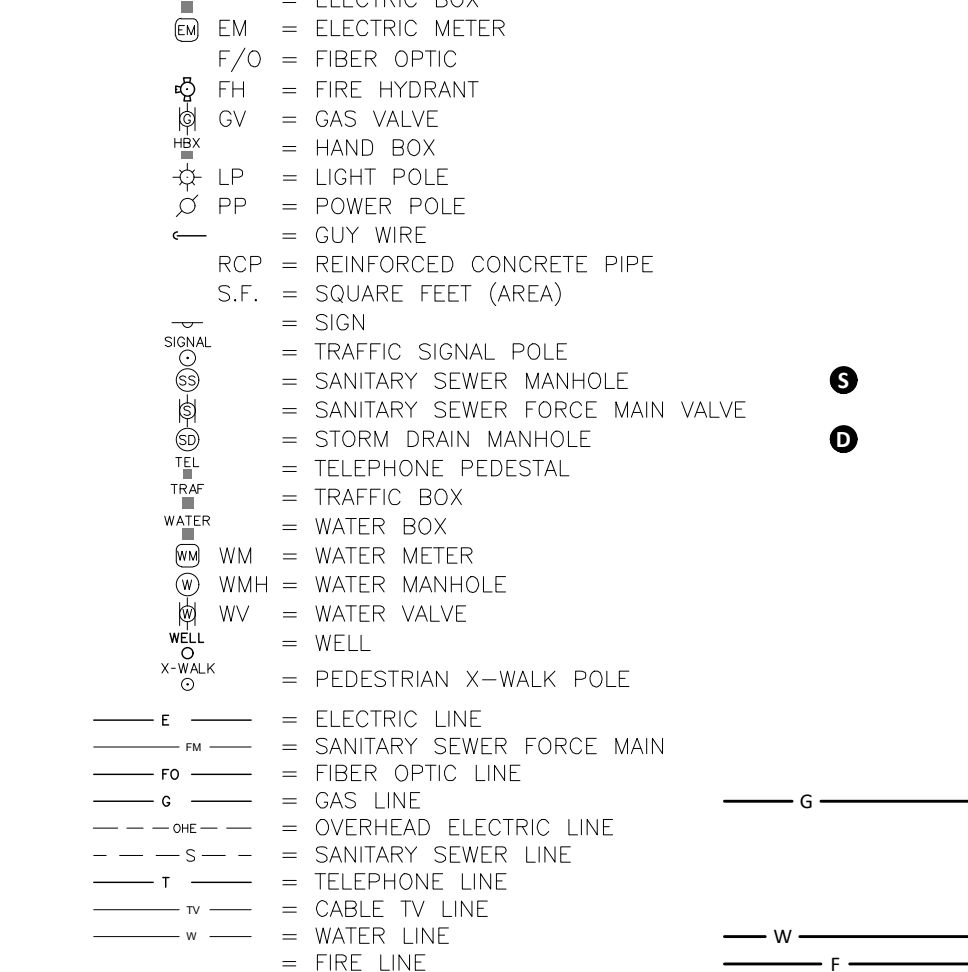 = ELECTRIC BOX
EM EM = ELECTRIC METER
F/O = FIBER OPTIC
FH = FIRE HYDRANT
G GV = GAS VALVE
HBX = HAND BOX
LP = LIGHT POLE
PP = POWER POLE
= GUY WIRE
RCP = REINFORCED CONCRETE PIPE
S.F. = SQUARE FEET (AREA)
= SIGN
SIGNAL = TRAFFIC SIGNAL POLE
SS = SANITARY SEWER MANHOLE S
S = SANITARY SEWER FORCE MAIN VALVE
SD = STORM DRAIN MANHOLE D
TEL = TELEPHONE PEDESTAL
TRAF = TRAFFIC BOX
WATER = WATER BOX
WM WM = WATER METER
W WMH = WATER MANHOLE
W WV = WATER VALVE
WELL = WELL
X-WALK = PEDESTRIAN X-WALK POLE
E = ELECTRIC LINE
FM = SANITARY SEWER FORCE MAIN
FO = FIBER OPTIC LINE
G = GAS LINE G
OHE = OVERHEAD ELECTRIC LINE
S = SANITARY SEWER LINE
T = TELEPHONE LINE
TV = CABLE TV LINE
W = WATER LINE W
= FIRE LINE F